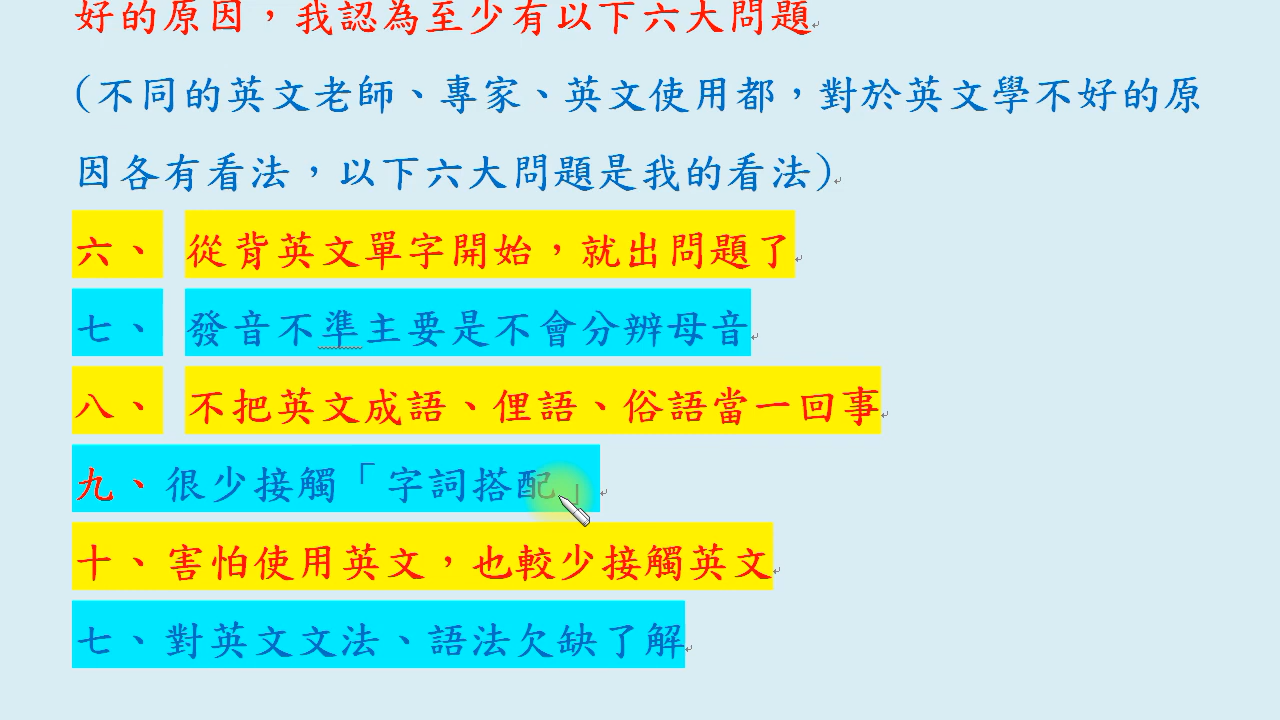 好的原因，我認為至少有以下六大問題
(不同的英文老師、專家、英文使用都，對於英文學不好的原
因各有看法，以下六大問題是我的看法)
六、 從背英文單字開始，就出問題了
七、 發音不準主要是不會分辨母音
八、 不把英文成語、俚語、俗語當一回事
九、很少接觸「字詞搭配」
十、害怕使用英文，也較少接觸英文
七、對英文文法、語法欠缺了解